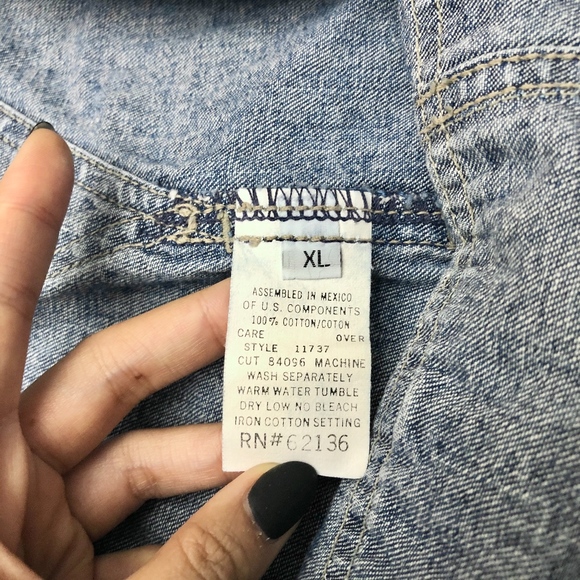 XL
ASSEMBLED IN MEXICO
OF U.S. COMPONENTS
100% COTTON/COTON
CARE OVER
STYLE 11737
CUT 84096 MACHINE
WASH SEPARATELY
WARM WATER TUMBLE
DRY LOW NO BLEACH
IRON COTTON SETTING
RN#62136